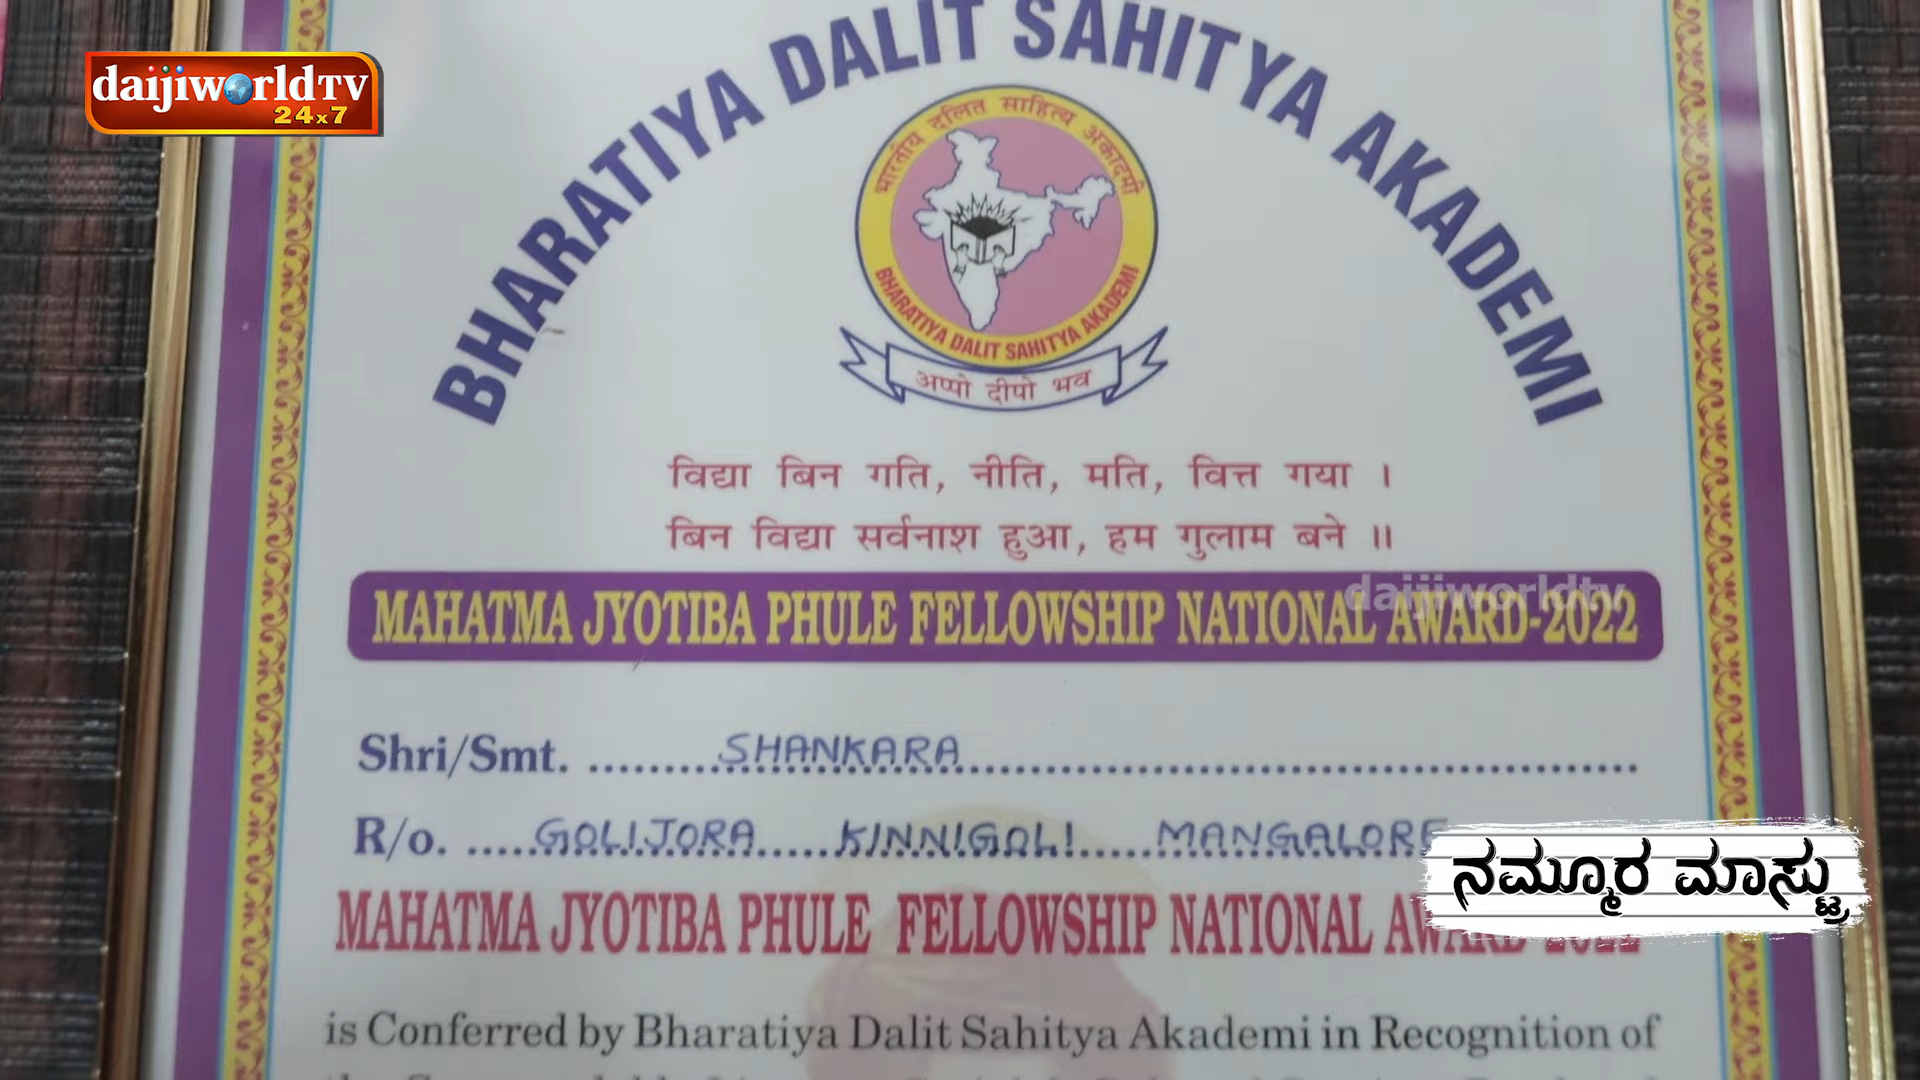 daijiworldTV
24x7
BHARATIYA DALIT SAHITYA AKADEMI
भारतीय दलित साहित्य अकादमी
BHARATIYA DALIT SAHITYA AKADEMI
अप्पो दीपो भव
विद्या बिन गति, नीति, मति, वित्त गया ।
बिन विद्या सर्वनाश हुआ, हम गुलाम बने ॥
daijiworldtv
MAHATMA JYOTIBA PHULE FELLOWSHIP NATIONAL AWARD-2022
Shri/Smt. SHANKARA
R/o. GOLIJORA KINNIGOLI MANGALORE
ನಮ್ಮೂರ ಮಾಸ್ಟ್ರು
MAHATMA JYOTIBA PHULE FELLOWSHIP NATIONAL AWARD-2022
is Conferred by Bharatiya Dalit Sahitya Akademi in Recognition of